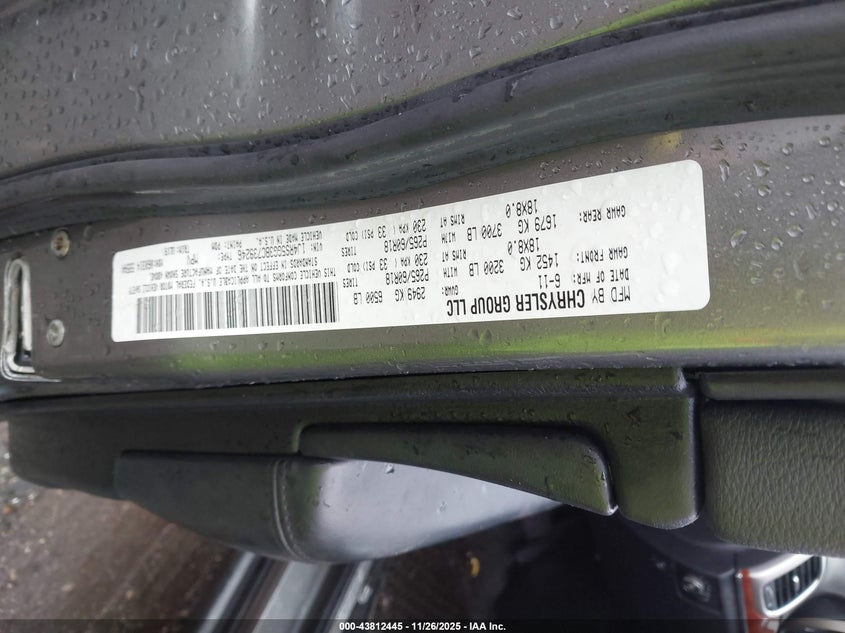 MFD BY
CHRYSLER GROUP LLC
DATE OF MFR:
6-11
GVWR:
2949 KG
6500 LB
GAWR FRONT:
1452 KG
3200 LB
WITH
P265/60R18
TIRES
18X8.0
RIMS AT
230 KPA( 33 PSI) COLD
GAWR REAR:
1679 KG
3700 LB
WITH
P265/60R18
TIRES
18X8.0
RIMS AT
230 KPA( 33 PSI) COLD
THIS VEHICLE CONFORMS TO ALL APPLICABLE U.S.A. FEDERAL MOTOR VEHICLE SAFETY
STANDARDS IN EFFECT ON THE DATE OF MANUFACTURE SHOWN ABOVE.
VIN:
TYPE: MPV
VEHICLE MADE IN U.S.A.
PAINT: PDM
000-43812445 - 11/26/2025 - IAA Inc.